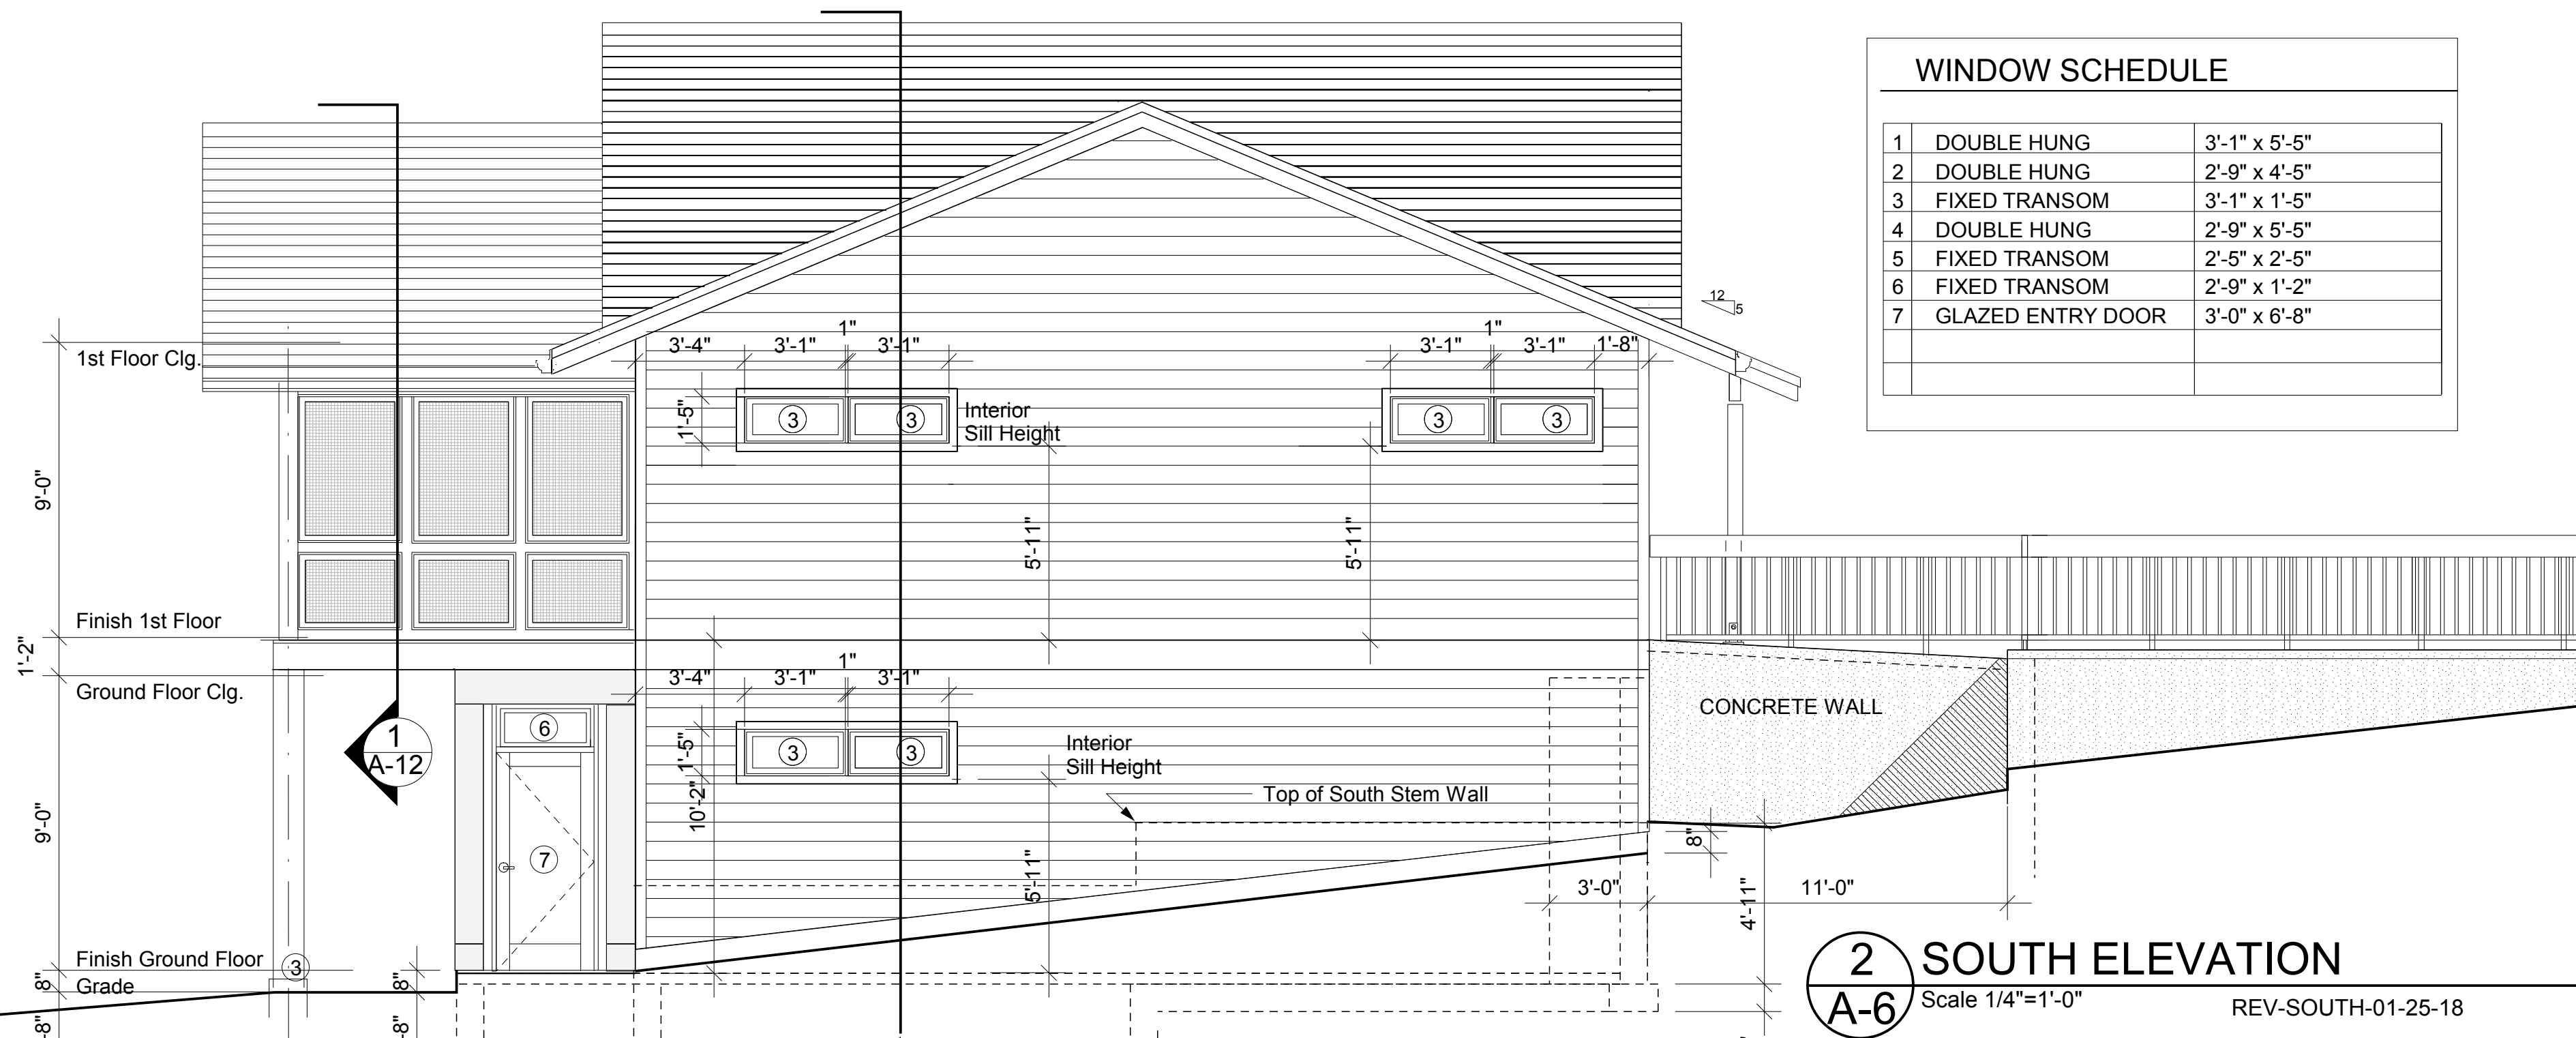 WINDOW SCHEDULE
1 DOUBLE HUNG 3'-1" x 5'-5"
2 DOUBLE HUNG 2'-9" x 4'-5"
3 FIXED TRANSOM 3'-1" x 1'-5"
4 DOUBLE HUNG 2'-9" x 5'-5"
5 FIXED TRANSOM 2'-5" x 2'-5"
6 FIXED TRANSOM 2'-9" x 1'-2"
7 GLAZED ENTRY DOOR 3'-0" x 6'-8"
12
5
1st Floor Clg.
3'-4" 3'-1" 1" 3'-1"
3'-1" 1" 3'-1" 1'-8"
1'-5"
3 3
Interior
Sill Height
3 3
9'-0"
5'-11"
5'-11"
Finish 1st Floor
1'-2"
Ground Floor Clg.
3'-4" 3'-1" 1" 3'-1"
CONCRETE WALL
1
A-12
6
1'-5"
3 3
Interior
Sill Height
10'-2"
Top of South Stem Wall
9'-0"
7
8"
5'-11"
3'-0"
11'-0"
4'-11"
Finish Ground Floor
3
8"
Grade
8"
-8"
-8"
2
A-6
SOUTH ELEVATION
Scale 1/4"=1'-0"
REV-SOUTH-01-25-18